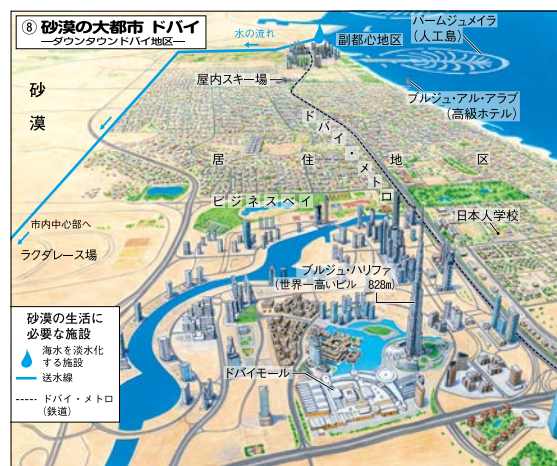 ⑧ 砂漠の大都市 ドバイ
―ダウンタウンドバイ地区―
水の流れ
副都心地区
パームジュメイラ
(人工島)
屋内スキー場
ブルジュ・アル・アラブ
(高級ホテル)
砂漠
ドバイ・メトロ
居住地区
ビジネスベイ
日本人学校
市内中心部へ
ラクダレース場
ブルジュ・ハリファ
(世界一高いビル 828m)
砂漠の生活に
必要な施設
海水を淡水化
する施設
送水線
ドバイ・メトロ
(鉄道)
ドバイモール